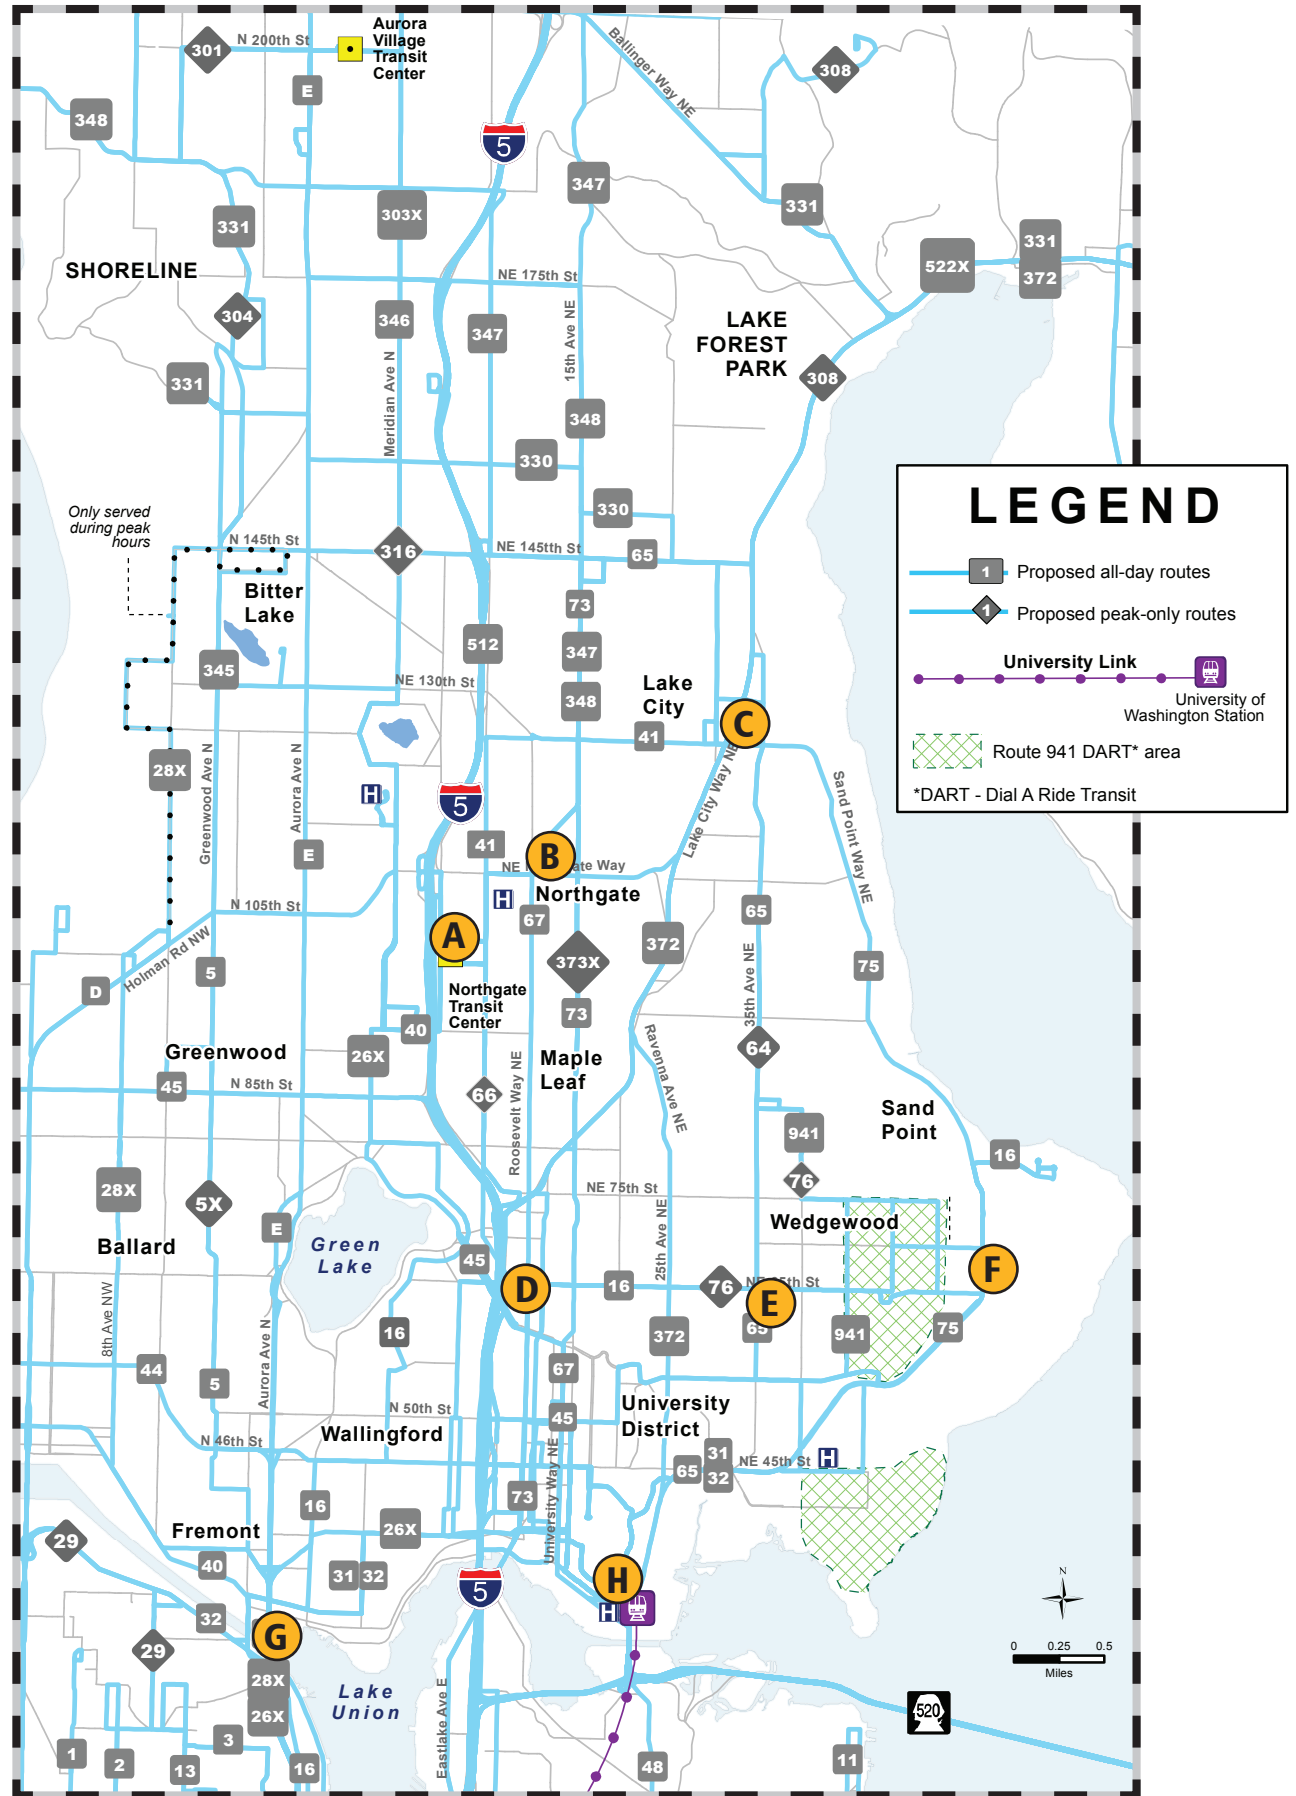 Aurora
Village
Transit
Center
N 200th St
301
E
348
5
Ballinger Way NE
308
347
331
303X
331
331
372
522X
SHORELINE
NE 175th St
304
346
347
15th Ave NE
LAKE
FOREST
PARK
308
Meridian Ave N
331
348
330
330
Only served
during peak
hours
N 145th St
316
NE 145tth St
65
LEGEND
1 Proposed all-day routes
1 Proposed peak-only routes
University Link
University of
Washington Station
Route 941 DART* area
*DART - Dial A Ride Transit
Bitter
Lake
73
512
347
345
NE 130th St
348
Lake
City
41
C
28X
Greenwood Ave N
Aurora Ave N
H
5
Lake City Way NE
Sand Point Way NE
E
41
B
NE
ate Way
Northgate
H
67
N 105th St
65
A
372
Holman Rd NW
5
373X
35th Ave NE
75
D
Northgate
Transit
Center
73
40
Greenwood
26X
Maple
Leaf
Ravenna Ave NE
64
45
N 85th St
66
Roosevelt Way NE
Sand
Point
941
16
28X
5X
NE 75th St
76
E
25th Ave NE
Wedgewood
Ballard
Green
Lake
45
F
D
16
76
NE
5th St
E
8th Ave NW
Aurora Ave N
16
372
65
941
75
44
67
5
N 50th St
45
University
District
Wallingford
N 46th St
31
32
65
NE 45th St
H
16
73
University Way NE
Fremont
26X
29
40
31
32
5
H
H
32
G
29
28X
26X
Lake
Union
Eastlake Ave E
N
0 0.25 0.5
Miles
520
1
2
13
3
16
48
11